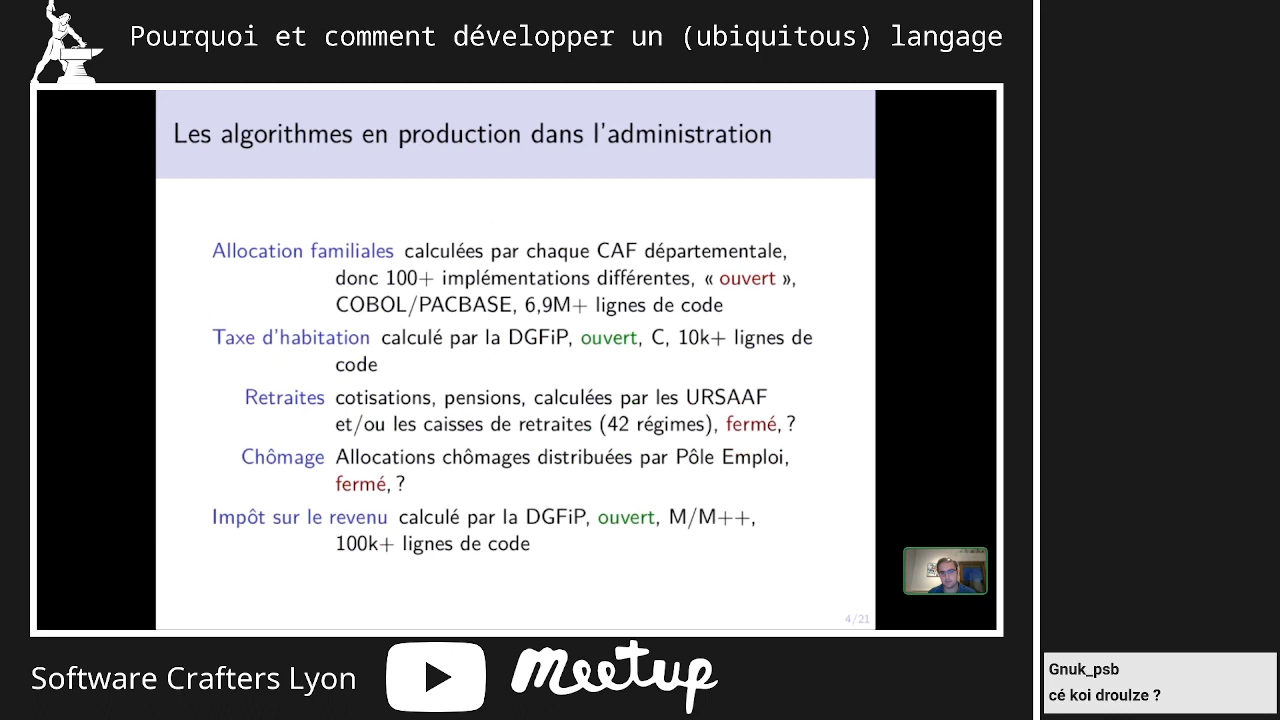 Pourquoi et comment développer un (ubiquitous) langage
Les algorithmes en production dans l'administration
Allocation familiales calculées par chaque CAF départementale,
donc 100+ implémentations différentes, « ouvert »,
COBOL/PACBASE, 6,9M+ lignes de code
Taxe d'habitation calculé par la DGFiP, ouvert, C, 10k+ lignes de
code
Retraites cotisations, pensions, calculées par les URSAAF
et/ou les caisses de retraites (42 régimes), fermé, ?
Chômage Allocations chômages distribuées par Pôle Emploi,
fermé, ?
Impôt sur le revenu calculé par la DGFiP, ouvert, M/M++,
100k+ lignes de code
4/21
Software Crafters Lyon
meetup
Gnuk_psb
cé koi droulze ?